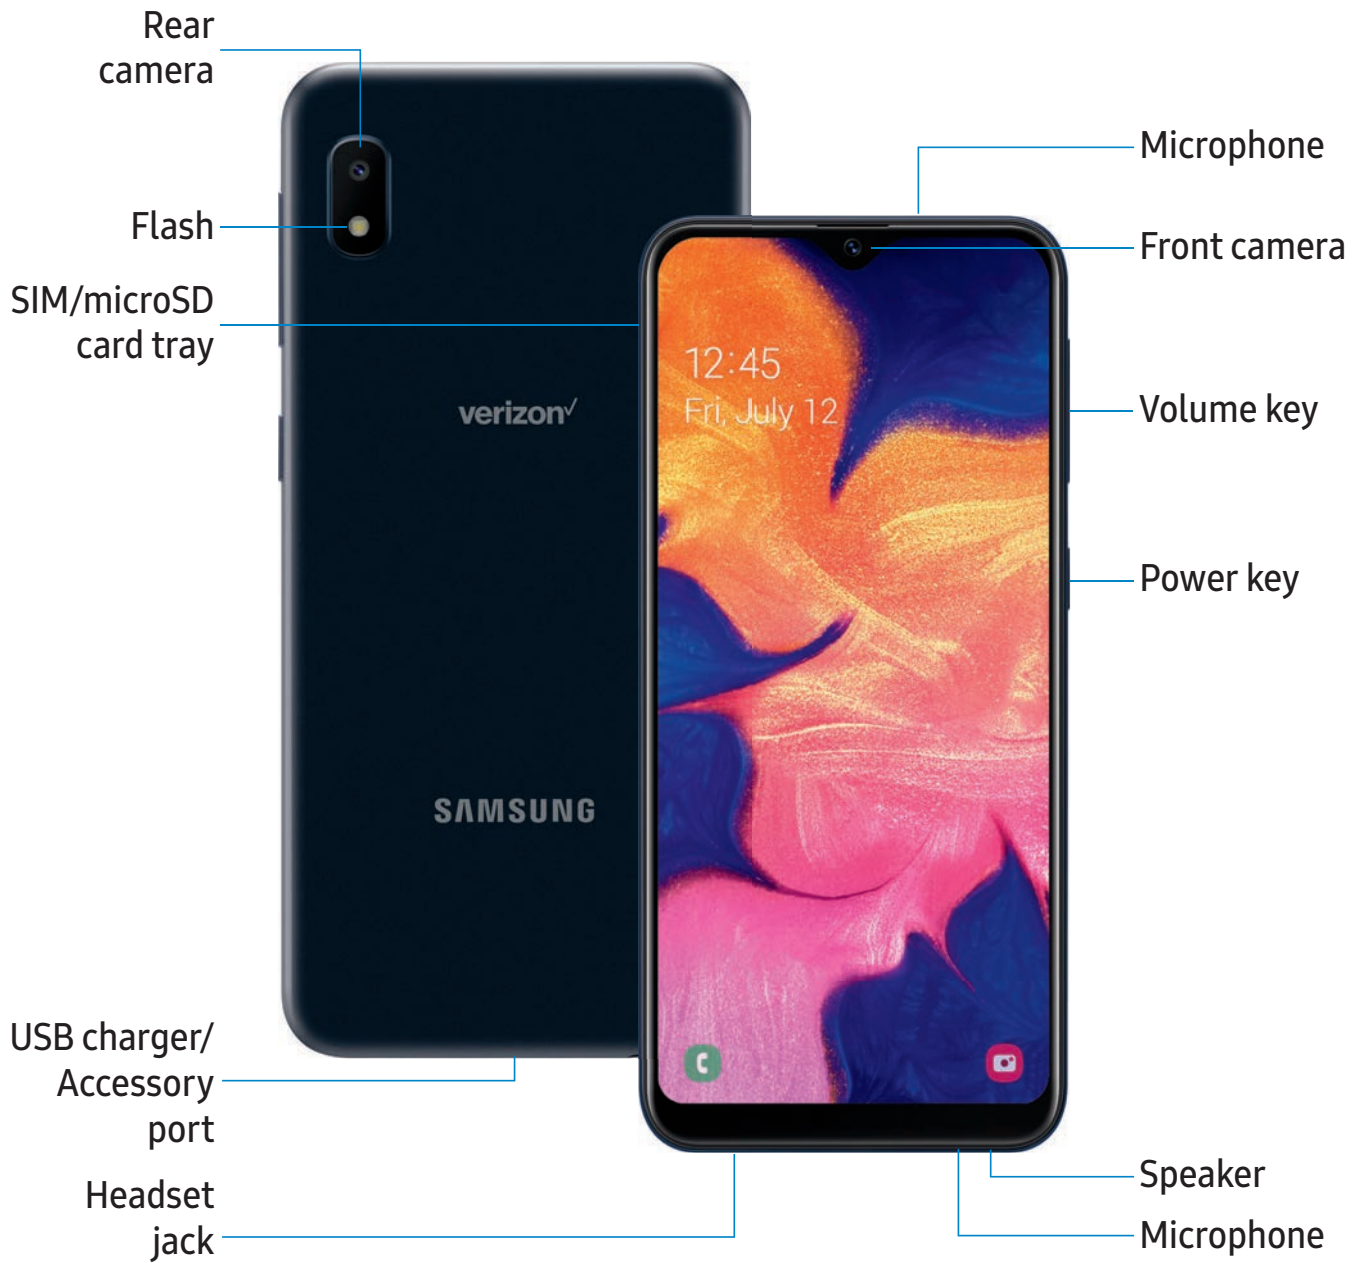 Rear
camera
Flash
SIM/microSD
card tray
USB charger/
Accessory
port
Headset
jack
verizon✓
SAMSUNG
12:45
Fri, July 12
Microphone
Front camera
Volume key
Power key
Speaker
Microphone